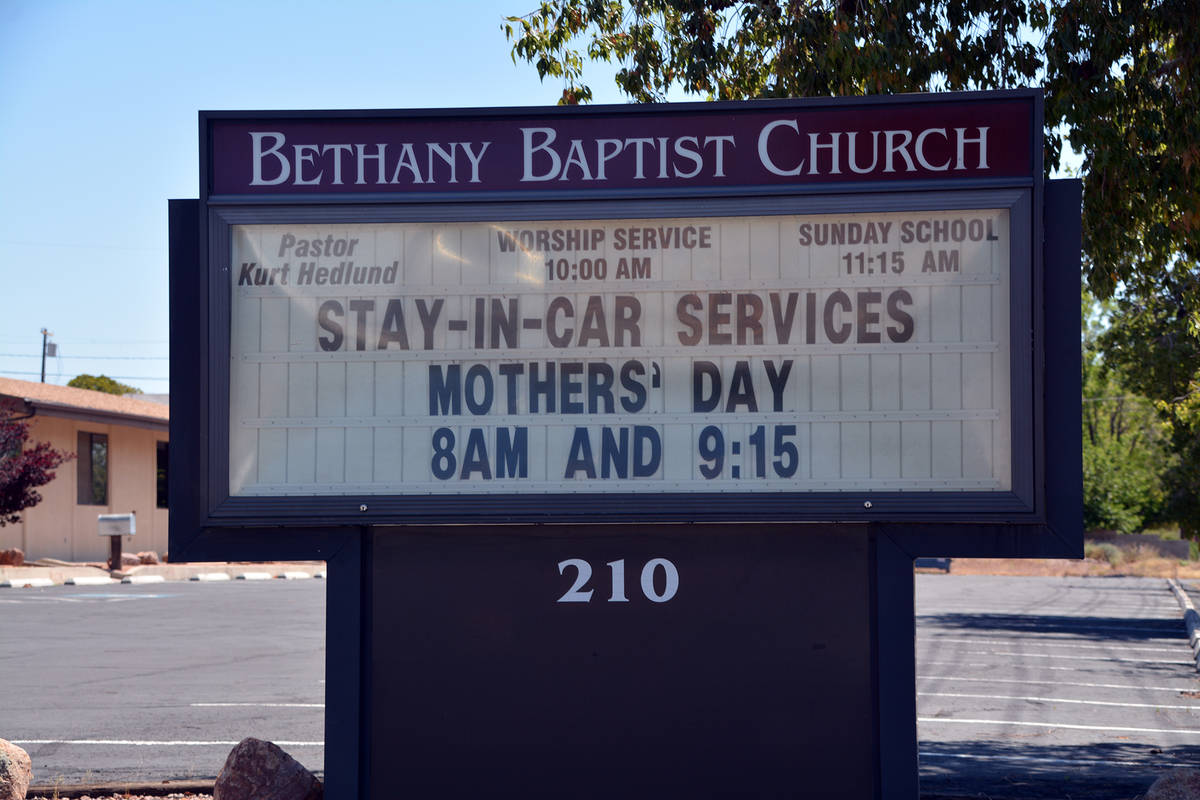 BETHANY BAPTIST CHURCH
Pastor
Kurt Hedlund
WORSHIP SERVICE
10:00 AM
SUNDAY SCHOOL
11:15 AM
STAY-IN-CAR SERVICES
MOTHERS' DAY
8AM AND 9:15
210